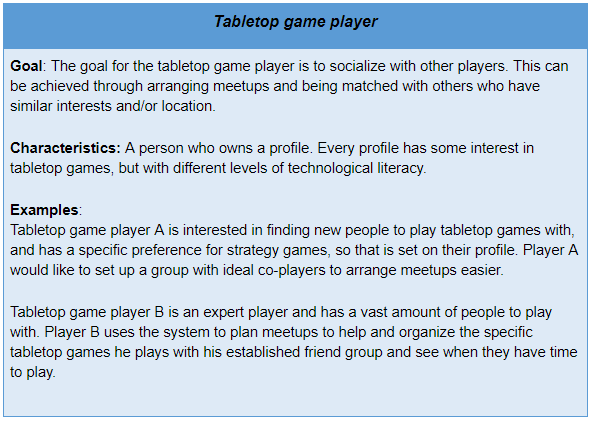 Tabletop game player
Goal: The goal for the tabletop game player is to socialize with other players. This can
be achieved through arranging meetups and being matched with others who have
similar interests and/or location.
Characteristics: A person who owns a profile. Every profile has some interest in
tabletop games, but with different levels of technological literacy.
Examples:
Tabletop game player A is interested in finding new people to play tabletop games with,
and has a specific preference for strategy games, so that is set on their profile. Player A
would like to set up a group with ideal co-players to arrange meetups easier.
Tabletop game player B is an expert player and has a vast amount of people to play
with. Player B uses the system to plan meetups to help and organize the specific
tabletop games he plays with his established friend group and see when they have time
to play.